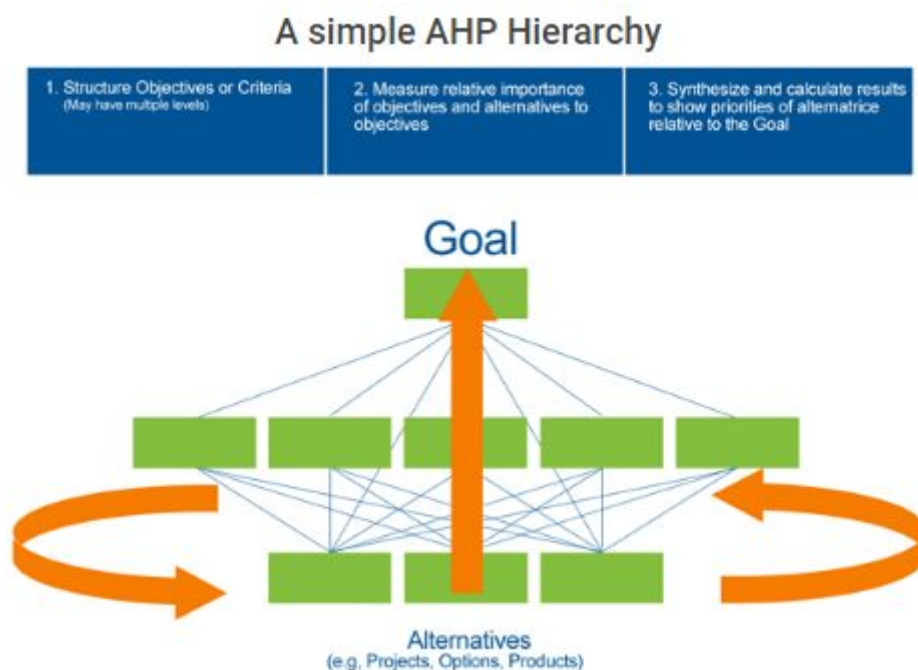 A simple AHP Hierarchy
1. Structure Objectives or Criteria
(May have multiple levels)
2. Measure relative importance
of objectives and alternatives to
objectives
3. Synthesize and calculate results
to show priorities of alternatrice
relative to the Goal
Goal
Alternatives
(e.g, Projects, Options, Products)